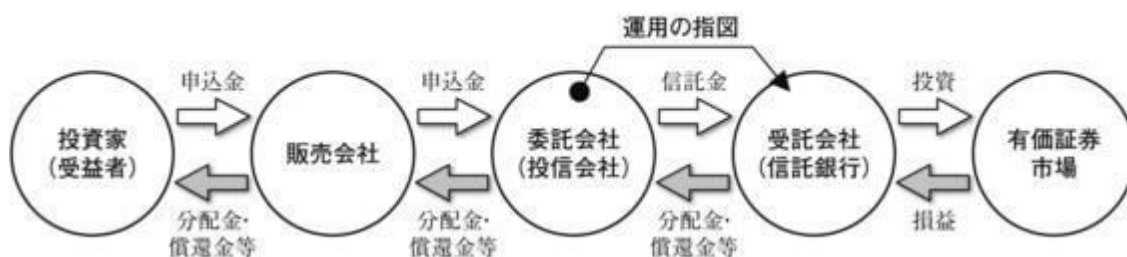 運用の指図
申込金
申込金
信託金
投資
投資家
(受益者)
販売会社
委託会社
(投信会社)
受託会社
(信託銀行)
有価証券
市場
分配金・
償還金等
分配金・
償還金等
分配金・
償還金等
損益